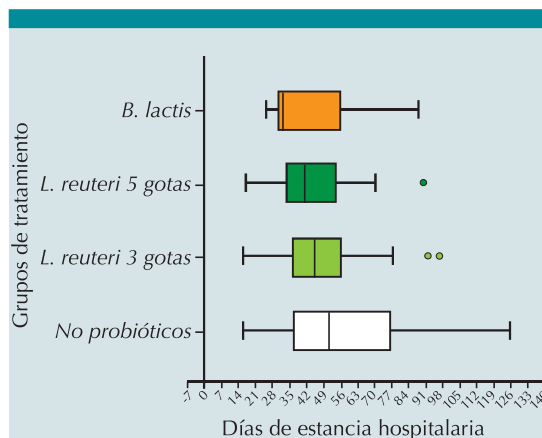 Grupos de tratamiento
B. lactis
L. reuteri 5 gotas
L. reuteri 3 gotas
No probióticos
-7 0 7 14 21 28 35 42 49 56 63 70 77 84 91 98 105 112 119 126 133 140
Días de estancia hospitalaria